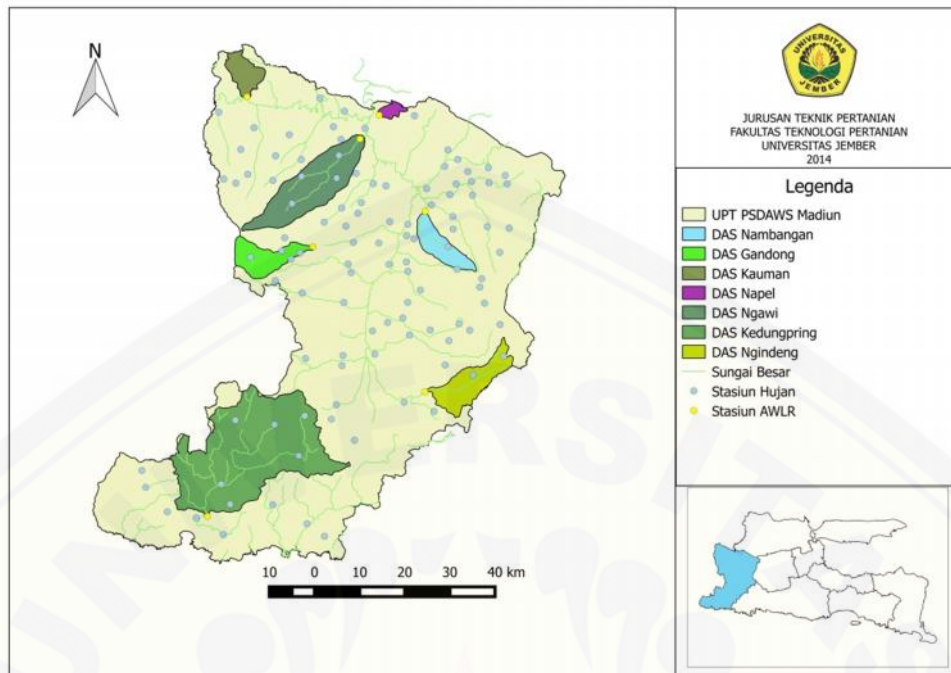 N
10 0 10 20 30 40 km
UNIVERSITAS
JEMBER
JURUSAN TEKNIK PERTANIAN
FAKULTAS TEKNOLOGI PERTANIAN
UNIVERSITAS JEMBER
2014
Legenda
UPT PSDAWS Madiun
DAS Nambangan
DAS Gandong
DAS Kauman
DAS Napel
DAS Ngawi
DAS Kedungpring
DAS Ngindeng
Sungai Besar
Stasiun Hujan
Stasiun AWLR